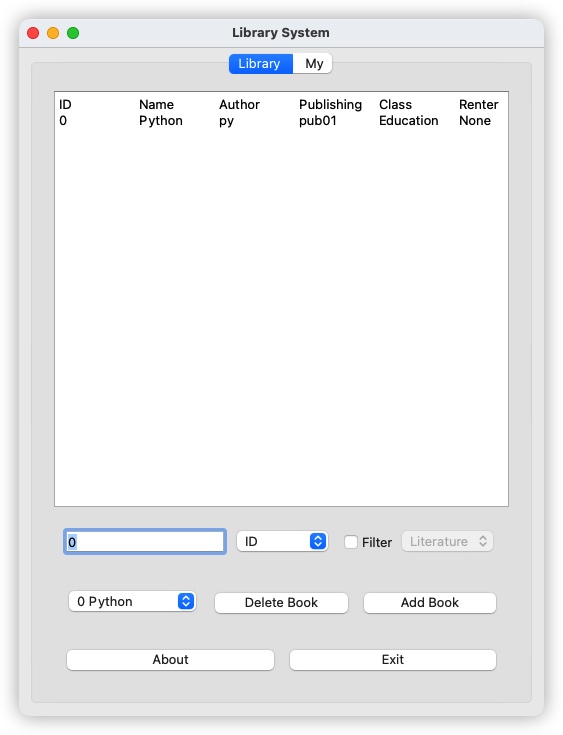 Library System
Library My
ID Name Author Publishing Class Renter
0 Python py pub01 Education None
0 ID Filter Literature
0 Python Delete Book Add Book
About Exit